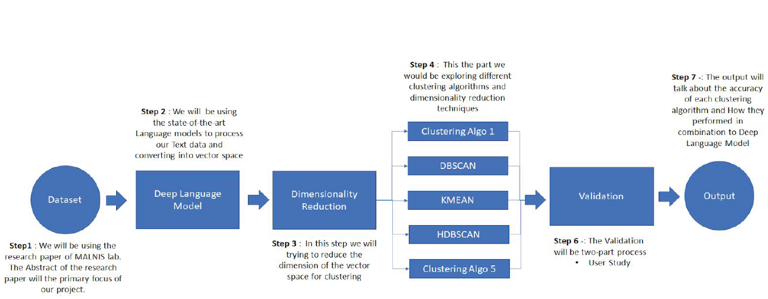 Step 4 : This the part we
would be exploring different
clustering algorithms and
dimensionality reduction
techniques
Step 7 -: The output will
talk about the accuracy
of each clustering
algorithm and How they
performed in
combination to Deep
Language Model
Step 2 : We will be using
the state-of-the-art
Language models to process
our Text data and
converting into vector space
Dataset
Deep Language
Model
Dimensionality
Reduction
Clustering Algo 1
DBSCAN
KMEAN
HDBSCAN
Clustering Algo 5
Validation
Output
Step1 : We will be using the
research paper of MALNIS lab.
The Abstract of the research
paper will the primary focus of
our project.
Step 3 : In this step we will
trying to reduce the
dimension of the vector
space for clustering
Step 6 -: The Validation
will be two-part process
• User Study